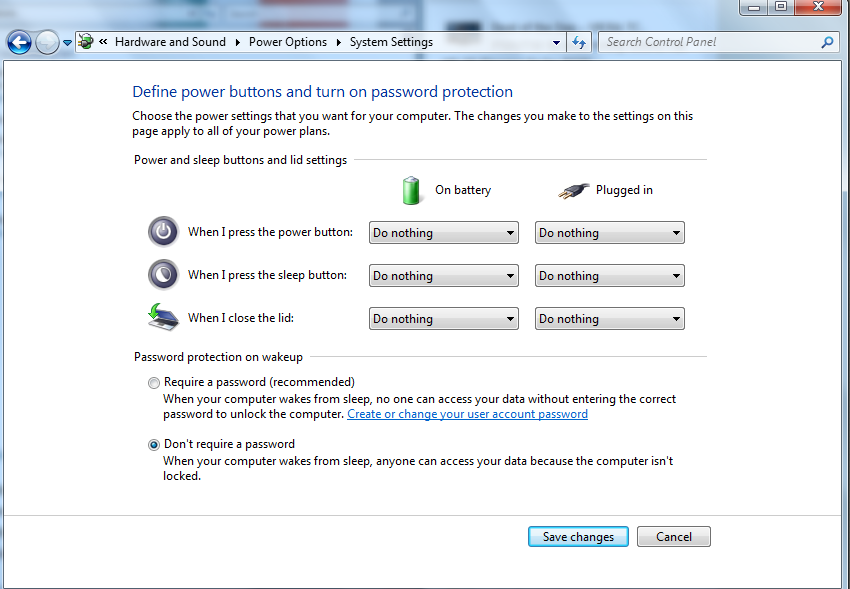 « Hardware and Sound ▸ Power Options ▸ System Settings
Search Control Panel
Define power buttons and turn on password protection
Choose the power settings that you want for your computer. The changes you make to the settings on this
page apply to all of your power plans.
Power and sleep buttons and lid settings
On battery Plugged in
When I press the power button: Do nothing Do nothing
When I press the sleep button: Do nothing Do nothing
When I close the lid: Do nothing Do nothing
Password protection on wakeup
Require a password (recommended)
When your computer wakes from sleep, no one can access your data without entering the correct
password to unlock the computer. Create or change your user account password
Don't require a password
When your computer wakes from sleep, anyone can access your data because the computer isn't
locked.
Save changes Cancel